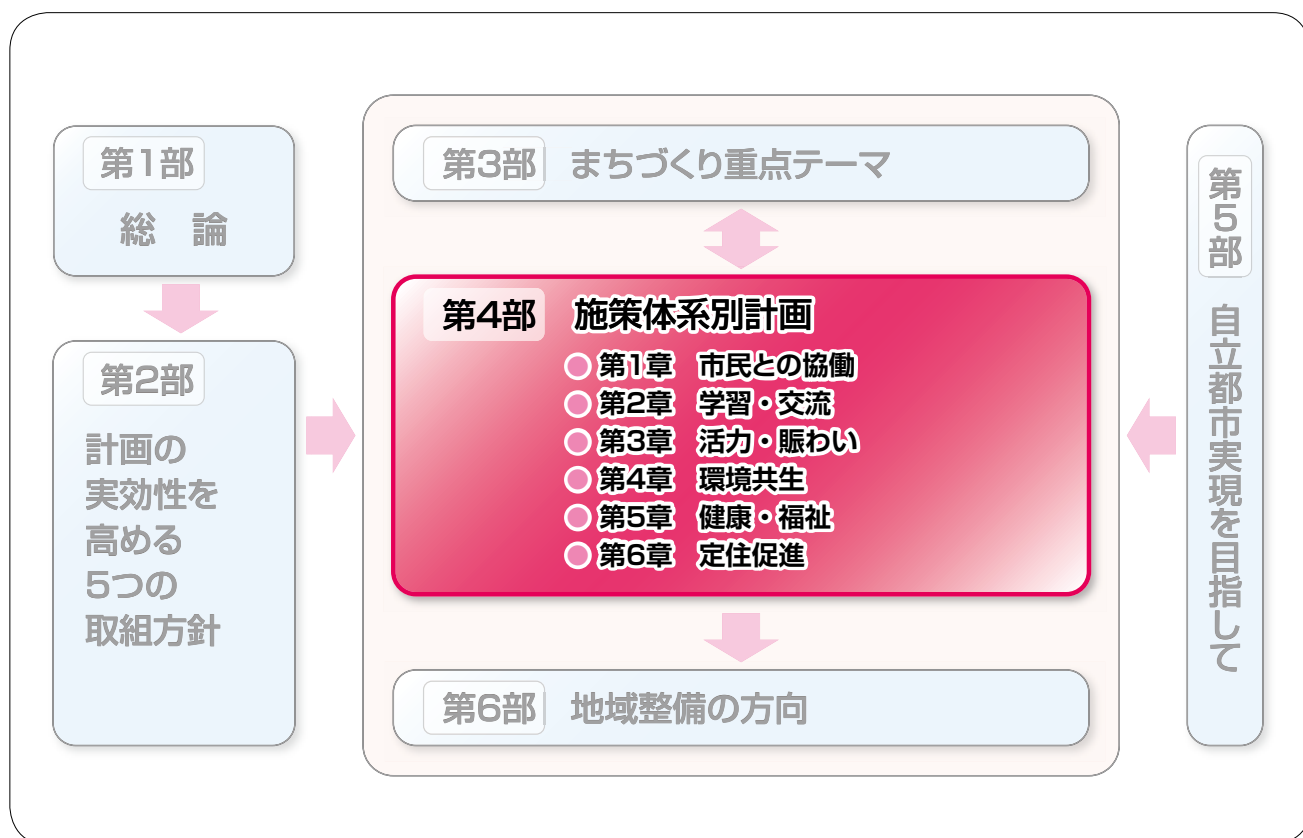 第1部
総 論
第2部
計画の
実効性を
高める
5つの
取組方針
第3部 まちづくり重点テーマ
第4部 施策体系別計画
第1章 市民との協働
第2章 学習・交流
第3章 活力・賑わい
第4章 環境共生
第5章 健康・福祉
第6章 定住促進
第6部 地域整備の方向
第5部 自立都市実現を目指して